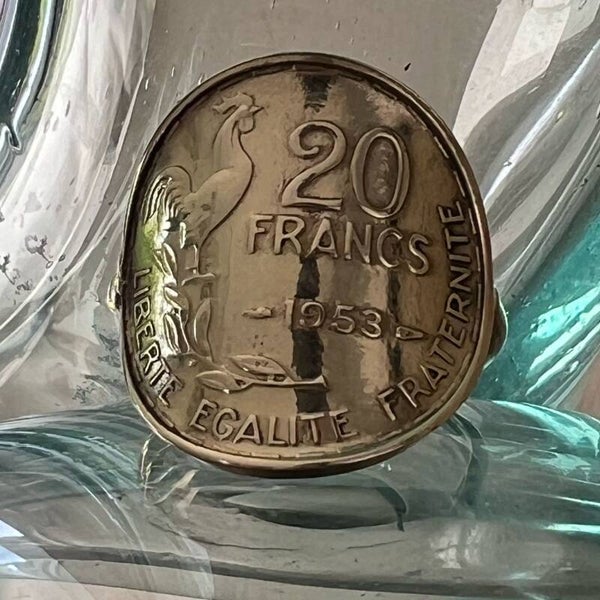 20
FRANCS
1953
LIBERTE EGALITE FRATERNITE